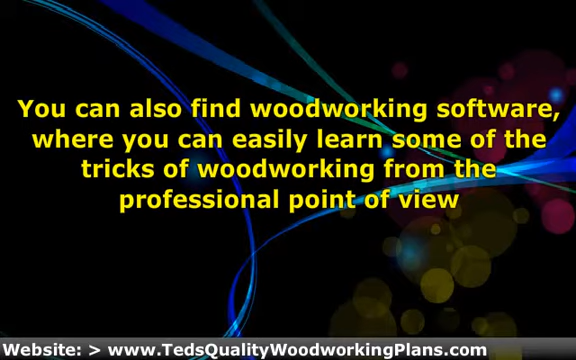 You can also find woodworking software,
where you can easily learn some of the
tricks of woodworking from the
professional point of view
Website: > www.TedsQualityWoodworkingPlans.com